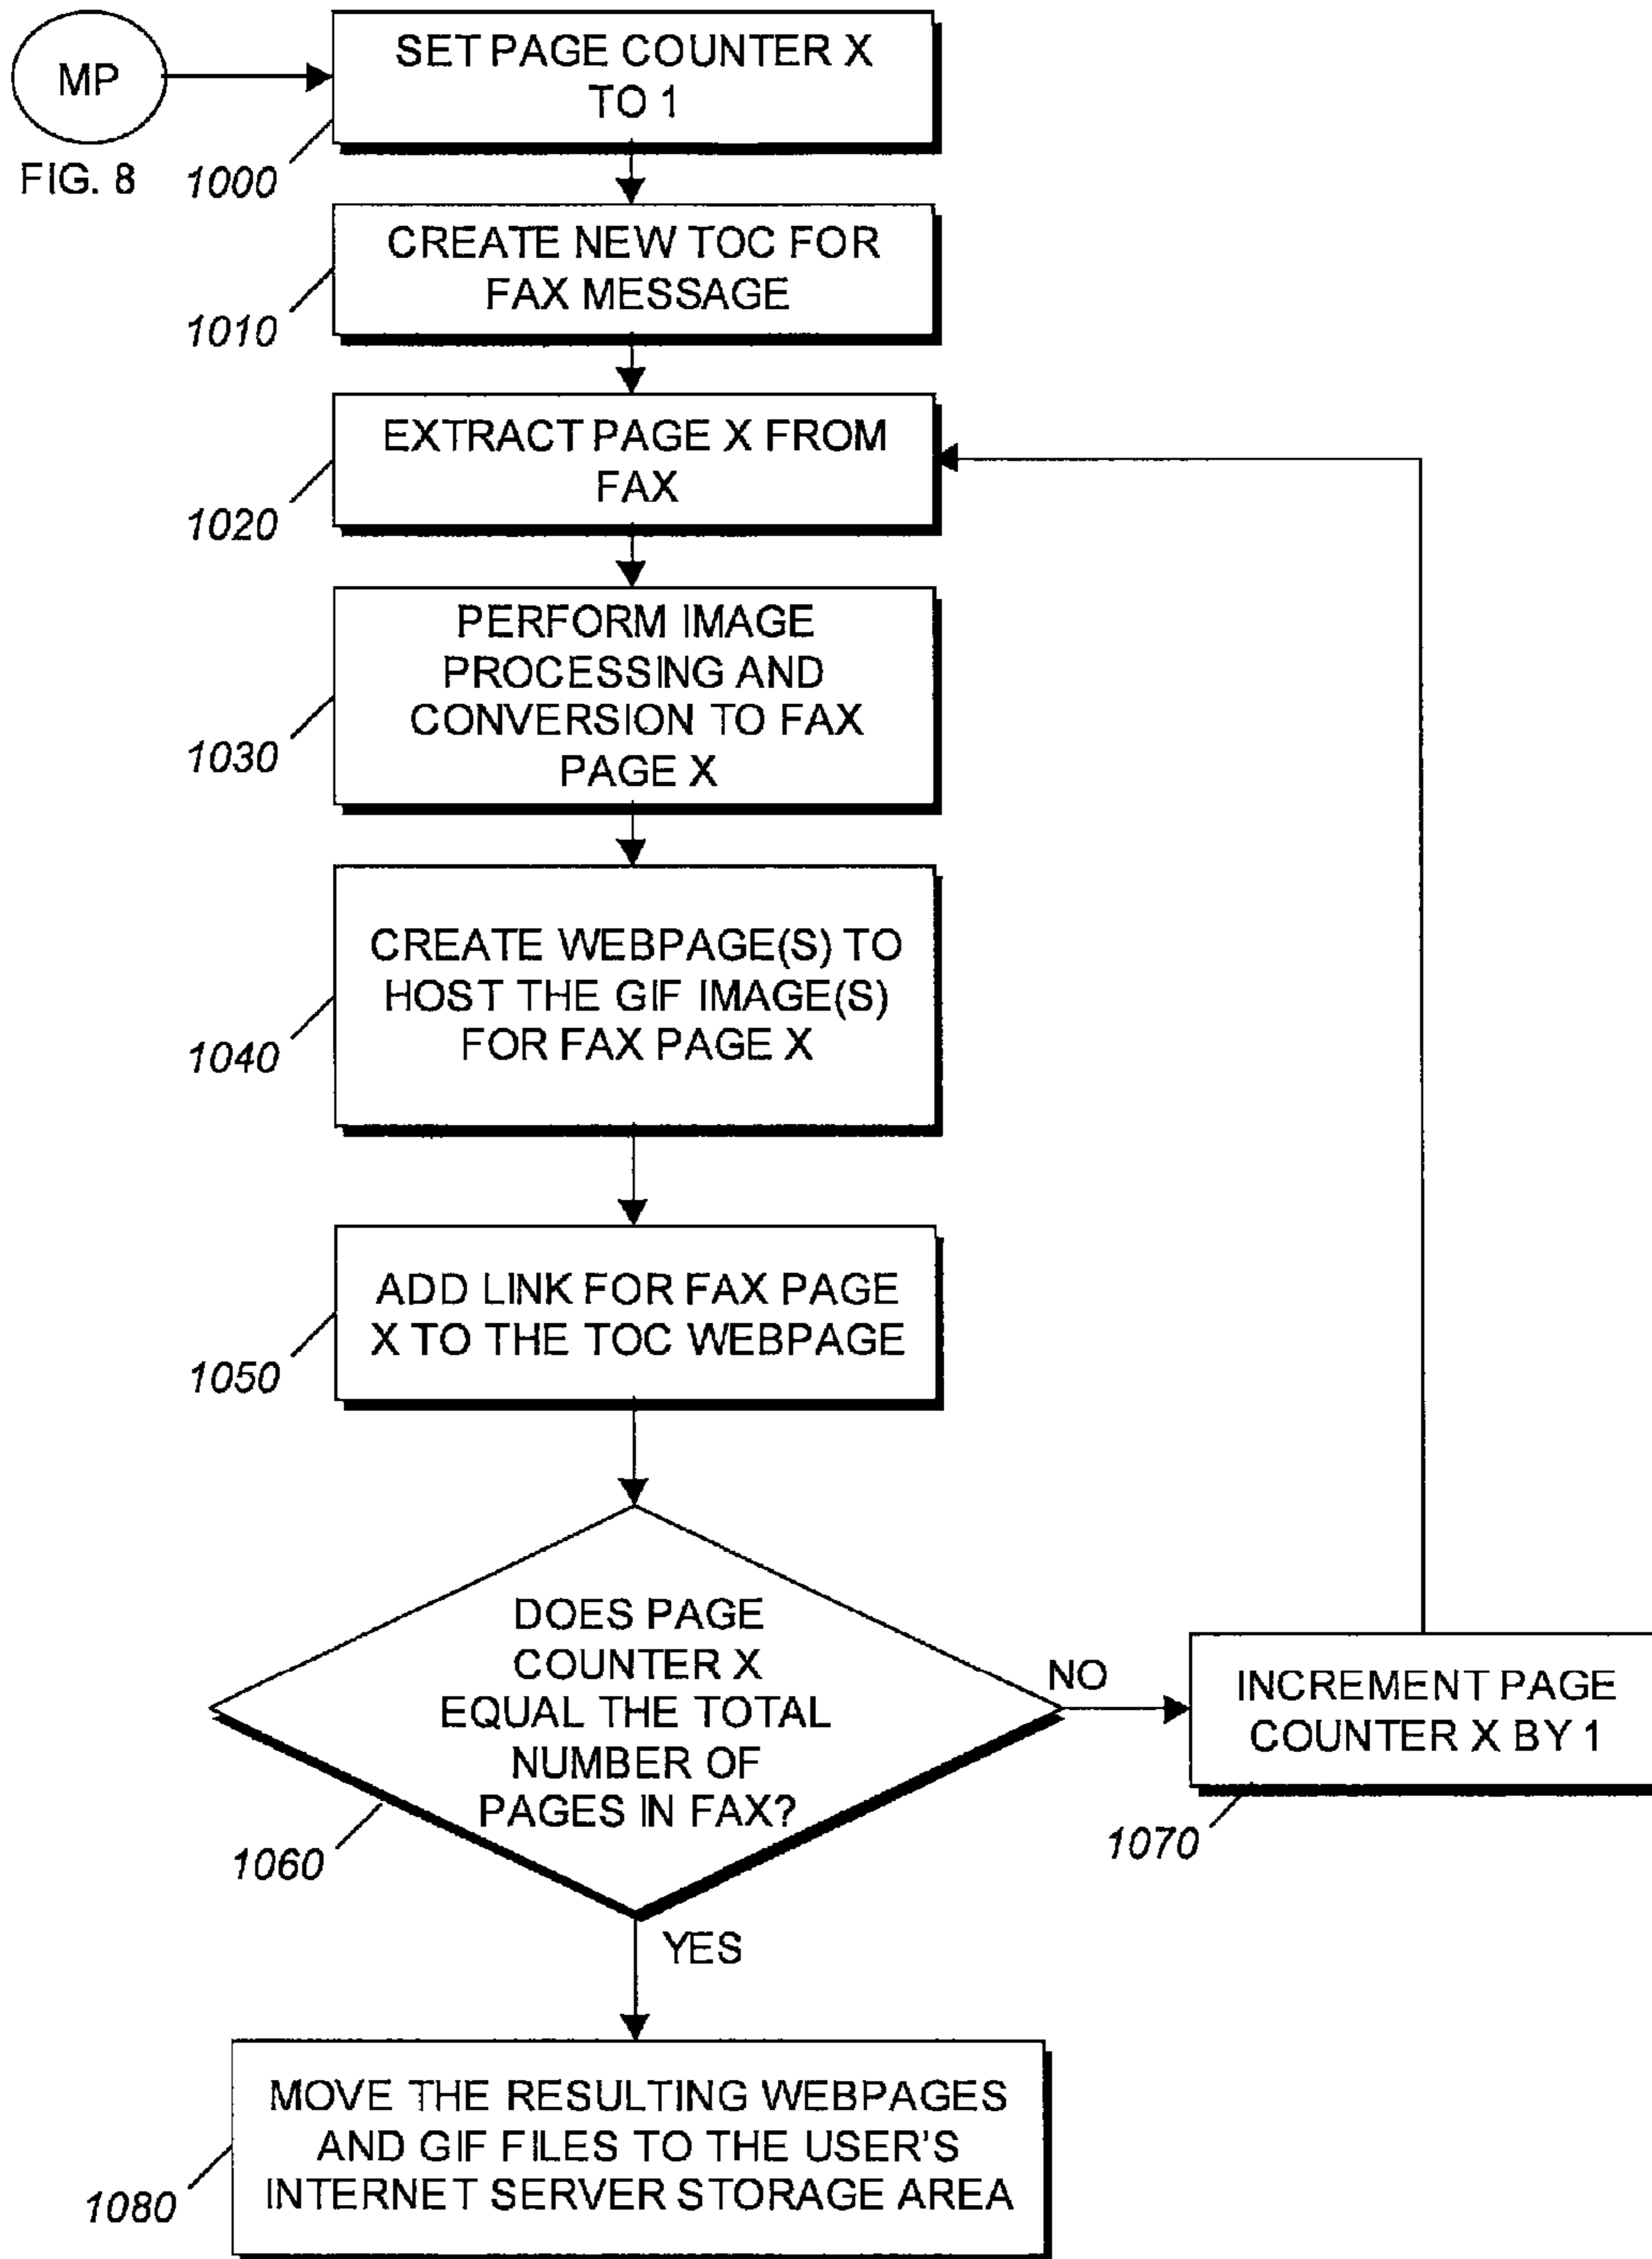 MP
FIG. 8
SET PAGE COUNTER X
TO 1
1000
CREATE NEW TOC FOR
FAX MESSAGE
1010
EXTRACT PAGE X FROM
FAX
1020
PERFORM IMAGE
PROCESSING AND
CONVERSION TO FAX
PAGE X
1030
CREATE WEBPAGE(S) TO
HOST THE GIF IMAGE(S)
FOR FAX PAGE X
1040
ADD LINK FOR FAX PAGE
X TO THE TOC WEBPAGE
1050
DOES PAGE
COUNTER X
EQUAL THE TOTAL
NUMBER OF
PAGES IN FAX?
1060
NO
INCREMENT PAGE
COUNTER X BY 1
1070
YES
MOVE THE RESULTING WEBPAGES
AND GIF FILES TO THE USER'S
INTERNET SERVER STORAGE AREA
1080